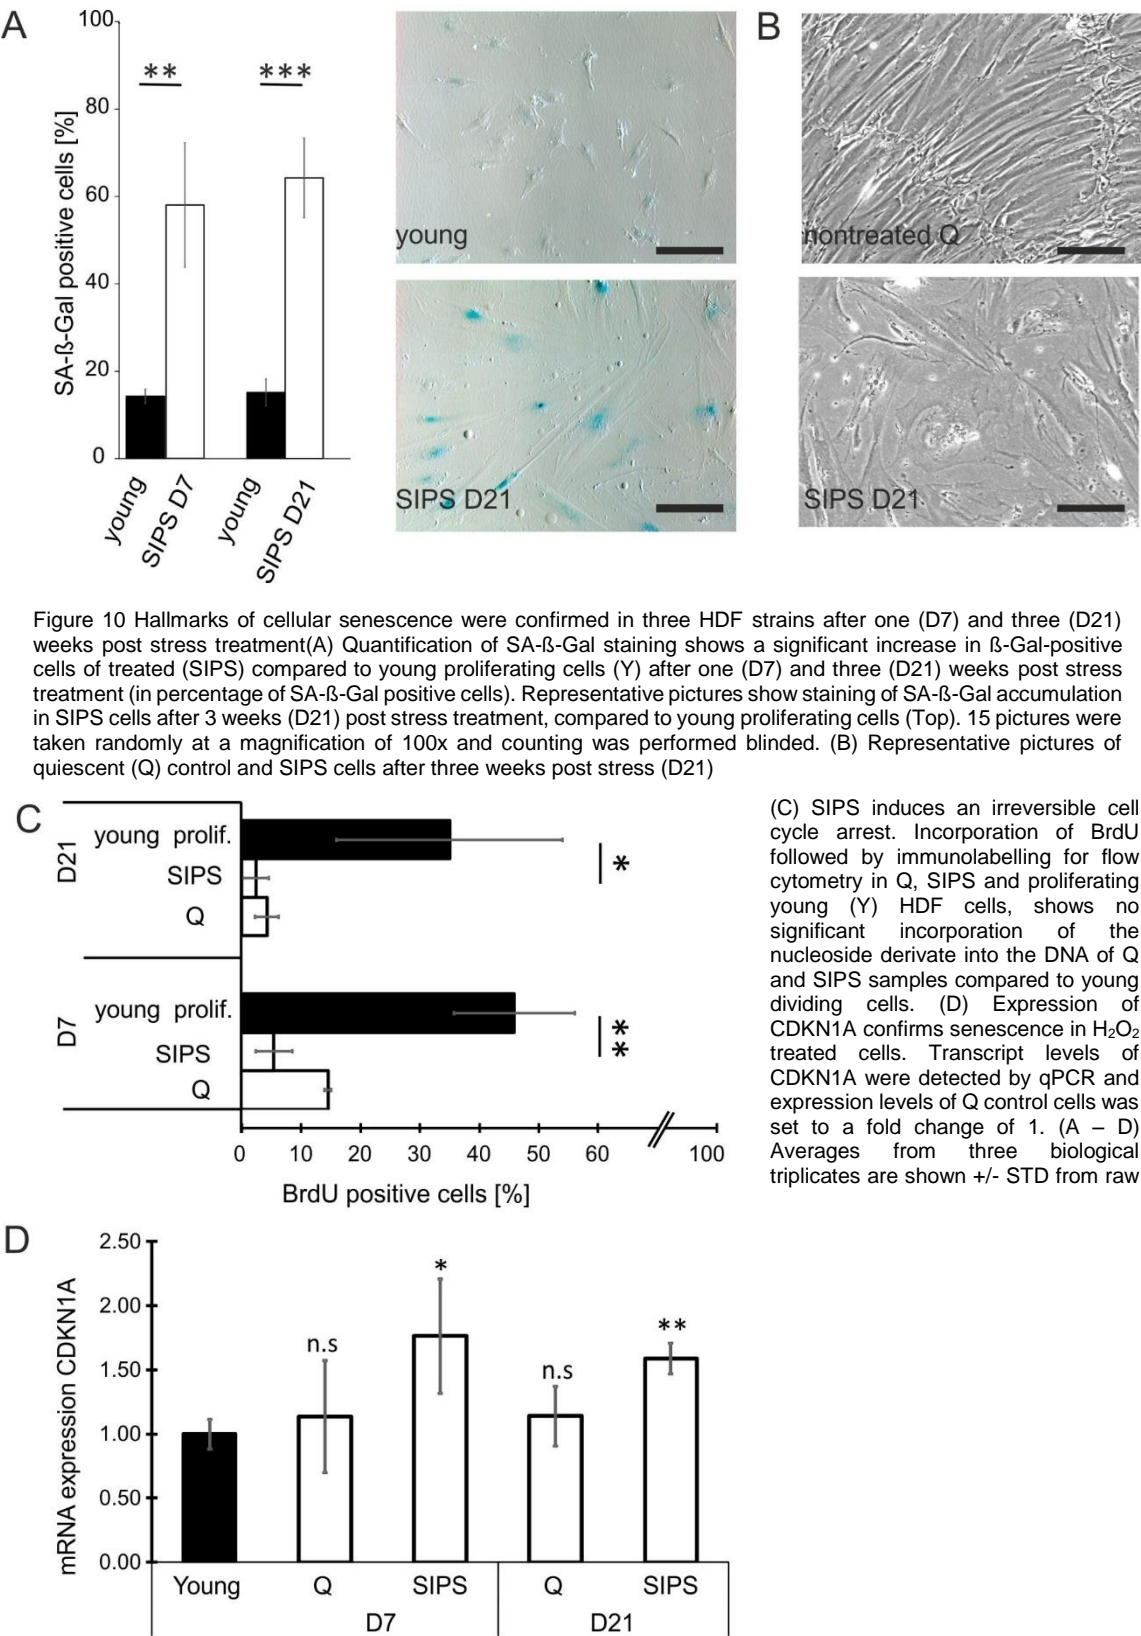 A
100
80
60
40
20
0
SA-ß-Gal positive cells [%]
**
***
young
SIPS D7
young
SIPS D21
young
SIPS D21
B
nontreated Q
SIPS D21
Figure 10 Hallmarks of cellular senescence were confirmed in three HDF strains after one (D7) and three (D21)
weeks post stress treatment(A) Quantification of SA-ß-Gal staining shows a significant increase in ß-Gal-positive
cells of treated (SIPS) compared to young proliferating cells (Y) after one (D7) and three (D21) weeks post stress
treatment (in percentage of SA-ß-Gal positive cells). Representative pictures show staining of SA-ß-Gal accumulation
in SIPS cells after 3 weeks (D21) post stress treatment, compared to young proliferating cells (Top). 15 pictures were
taken randomly at a magnification of 100x and counting was performed blinded. (B) Representative pictures of
quiescent (Q) control and SIPS cells after three weeks post stress (D21)
C
D21
young prolif.
SIPS
Q
*
D7
young prolif.
SIPS
Q
**
0 10 20 30 40 50 60 100
BrdU positive cells [%]
(C) SIPS induces an irreversible cell
cycle arrest. Incorporation of BrdU
followed by immunolabelling for flow
cytometry in Q, SIPS and proliferating
young (Y) HDF cells, shows no
significant incorporation of the
nucleoside derivate into the DNA of Q
and SIPS samples compared to young
dividing cells. (D) Expression of
CDKN1A confirms senescence in H₂O₂
treated cells. Transcript levels of
CDKN1A were detected by qPCR and
expression levels of Q control cells was
set to a fold change of 1. (A – D)
Averages from three biological
triplicates are shown +/- STD from raw
D
mRNA expression CDKN1A
2.50
2.00
1.50
1.00
0.50
0.00
n.s
*
n.s
**
Young Q SIPS Q SIPS
D7 D21